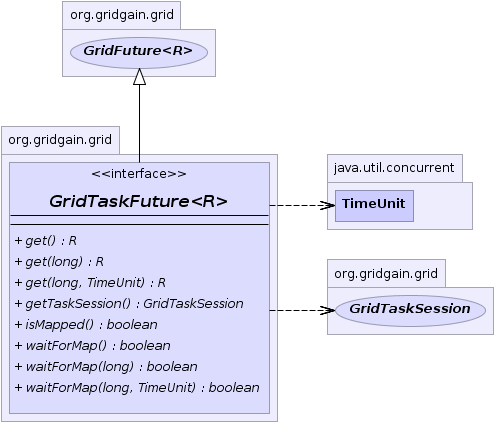 org.gridgain.grid
GridFuture<R>
org.gridgain.grid
<<interface>>
GridTaskFuture<R>
+ get() : R
+ get(long) : R
+ get(long, TimeUnit) : R
+ getTaskSession() : GridTaskSession
+ isMapped() : boolean
+ waitForMap() : boolean
+ waitForMap(long) : boolean
+ waitForMap(long, TimeUnit) : boolean
java.util.concurrent
TimeUnit
org.gridgain.grid
GridTaskSession